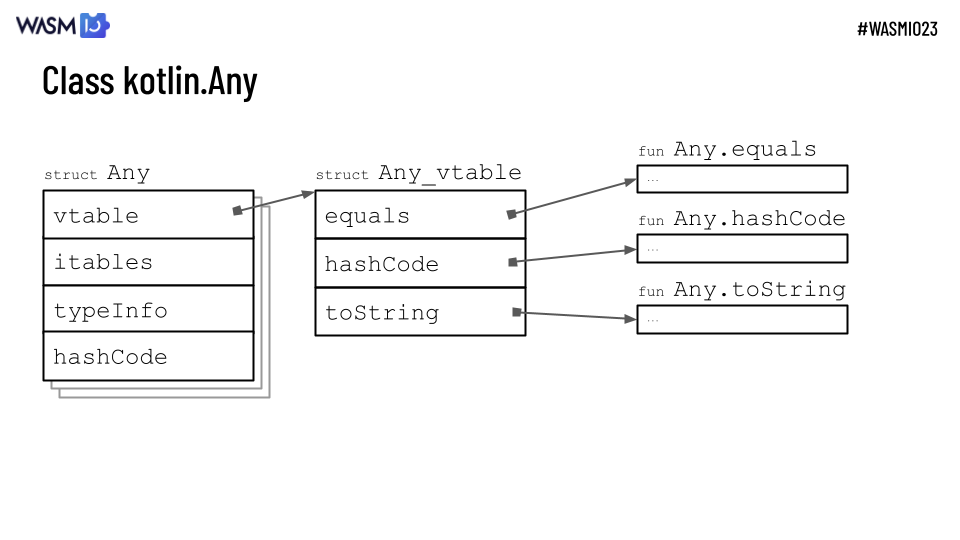 WASM IO
#WASMIO23
Class kotlin.Any
struct Any
vtable
itables
typeInfo
hashCode
struct Any_vtable
equals
hashCode
toString
fun Any.equals
...
fun Any.hashCode
...
fun Any.toString
...